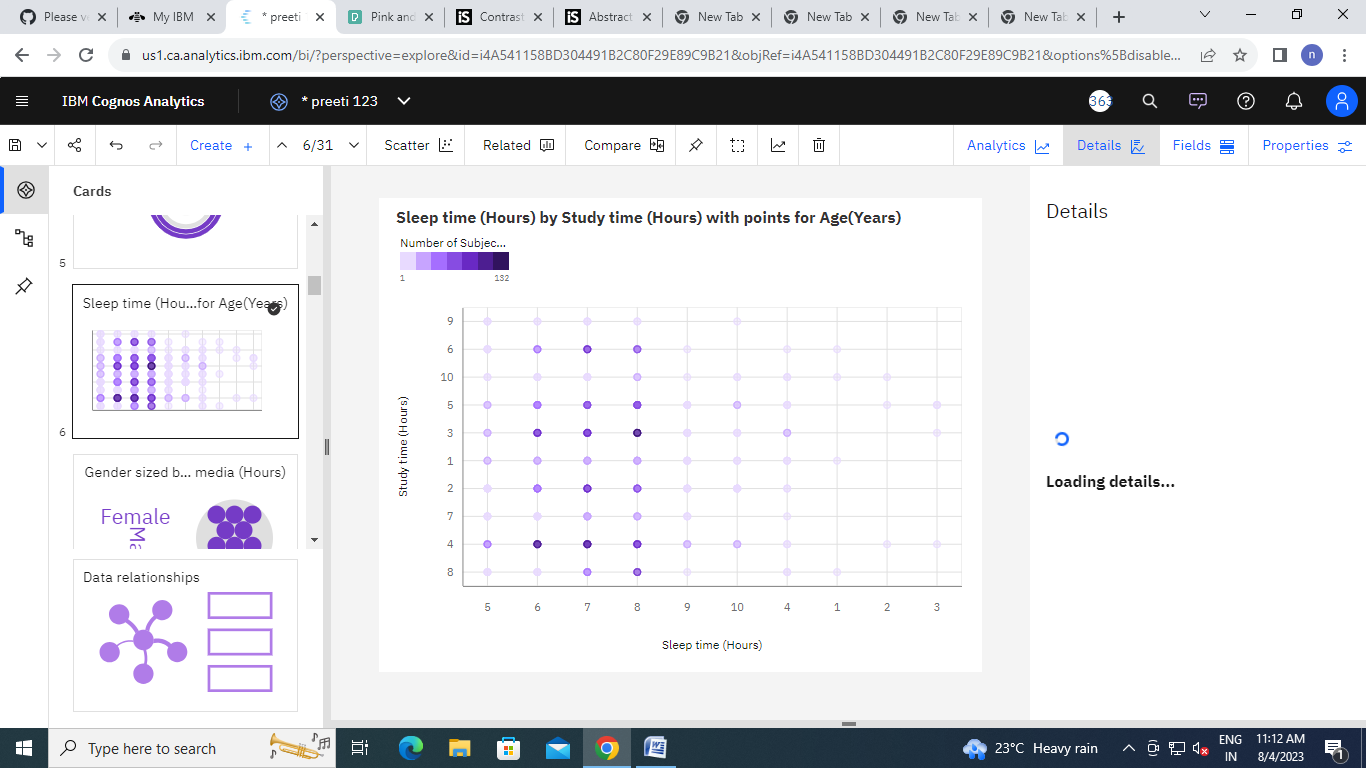 Please ve
My IBM
* preeti
Pink and
Contrast
Abstract
New Tab
New Tab
New Tab
New Tab
us1.ca.analytics.ibm.com/bi/?perspective=explore&id=i4A541158BD304491B2C80F29E89C9B21&objRef=i4A541158BD304491B2C80F29E89C9B21&options%5Bdisable...
n
IBM Cognos Analytics
* preeti 123
363
Create +
6/31
Scatter
Related
Compare
Analytics
Details
Fields
Properties
Cards
5
Sleep time (Hou...for Age(Years)
6
Gender sized b... media (Hours)
Female
Ma
Data relationships
Sleep time (Hours) by Study time (Hours) with points for Age(Years)
Number of Subjec...
1 132
Study time (Hours)
9
6
10
5
3
1
2
7
4
8
5 6 7 8 9 10 4 1 2 3
Sleep time (Hours)
Details
Loading details...
Type here to search
23°C Heavy rain
ENG
IN
11:12 AM
8/4/2023
1